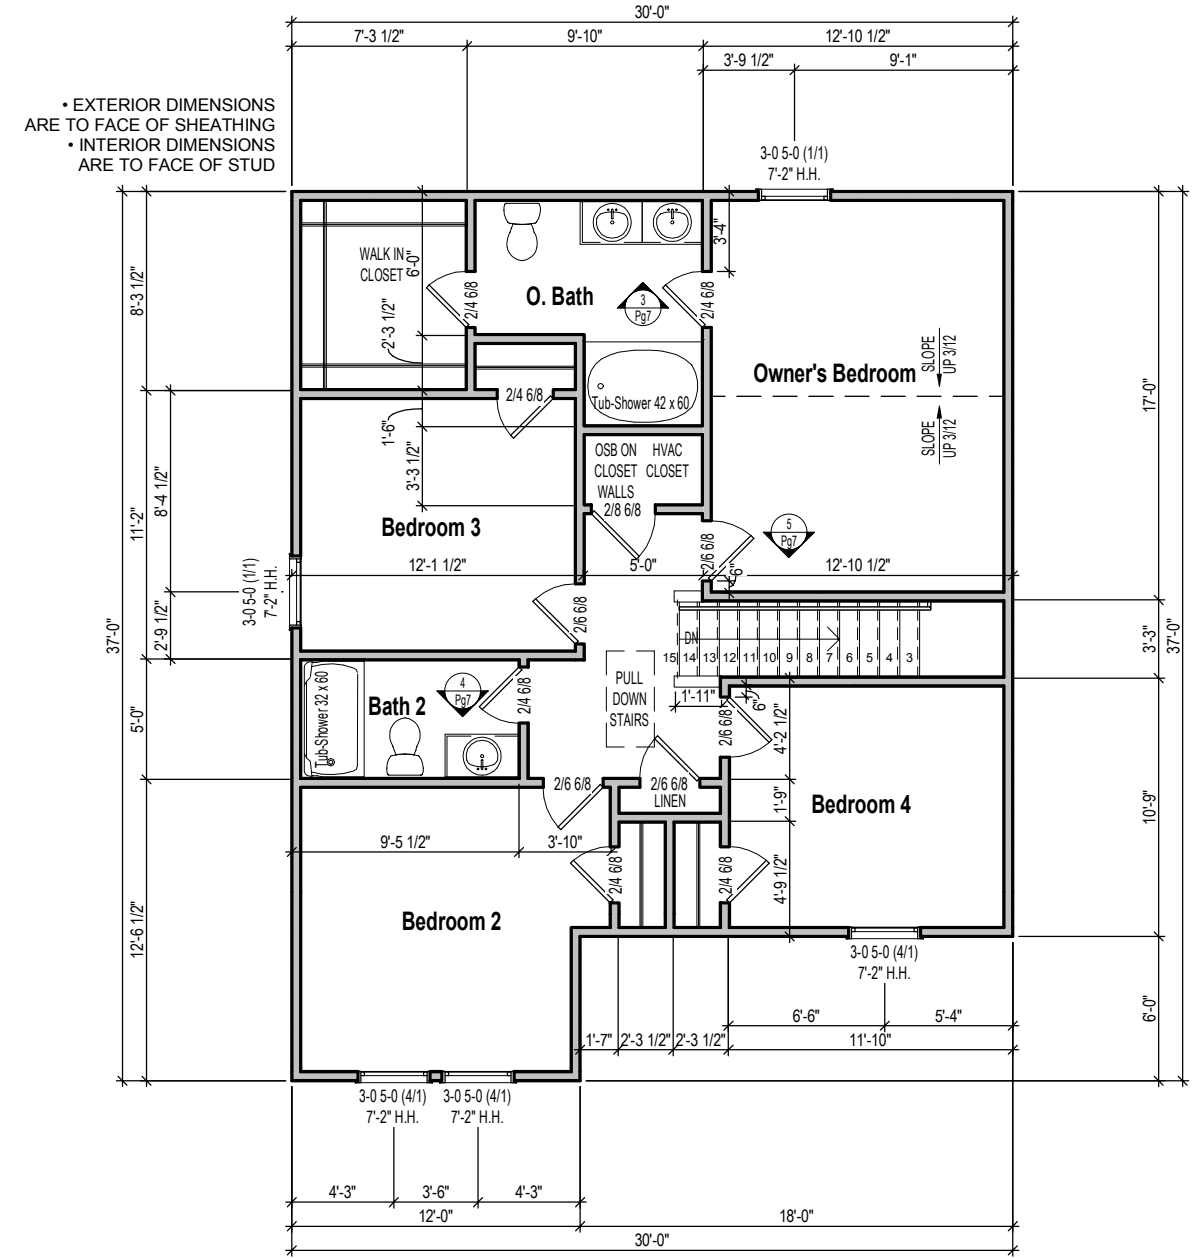 30'-0"
7'-3 1/2"
9'-10"
12'-10 1/2"
3'-9 1/2"
9'-1"
• EXTERIOR DIMENSIONS
ARE TO FACE OF SHEATHING
• INTERIOR DIMENSIONS
ARE TO FACE OF STUD
3-0 5-0 (1/1)
7'-2" H.H.
8'-3 1/2"
WALK IN
CLOSET
6'-0"
2'-3 1/2"
2/4 6/8
O. Bath
3
Pg7
2/4 6/8
3'-4"
Owner's Bedroom
SLOPE
UP 3/12
SLOPE
UP 3/12
17'-0"
2/4 6/8
Tub-Shower 42 x 60
1'-6"
3'-3 1/2"
OSB ON
CLOSET
WALLS
HVAC
CLOSET
2/8 6/8
8'-4 1/2"
11'-2"
Bedroom 3
5
Pg7
3-0 5-0 (1/1)
7'-2" H.H.
12'-1 1/2"
5'-0"
2/6 6/8
6"
12'-10 1/2"
2/6 6/8
37'-0"
2'-9 1/2"
3'-3"
37'-0"
DN
15 14 13 12 11 10 9 8 7 6 5 4 3
PULL
DOWN
STAIRS
1'-11"
6"
Tub-Shower 32 x 60
Bath 2
4
Pg7
2/4 6/8
5'-0"
2/6 6/8
4'-2 1/2"
2/6 6/8
2/6 6/8
LINEN
1'-9"
Bedroom 4
10'-9"
9'-5 1/2"
3'-10"
2/4 6/8
2/4 6/8
4'-9 1/2"
12'-6 1/2"
Bedroom 2
3-0 5-0 (4/1)
7'-2" H.H.
6'-0"
6'-6"
5'-4"
1'-7"
2'-3 1/2"
2'-3 1/2"
11'-10"
3-0 5-0 (4/1)
7'-2" H.H.
3-0 5-0 (4/1)
7'-2" H.H.
4'-3"
3'-6"
4'-3"
12'-0"
18'-0"
30'-0"